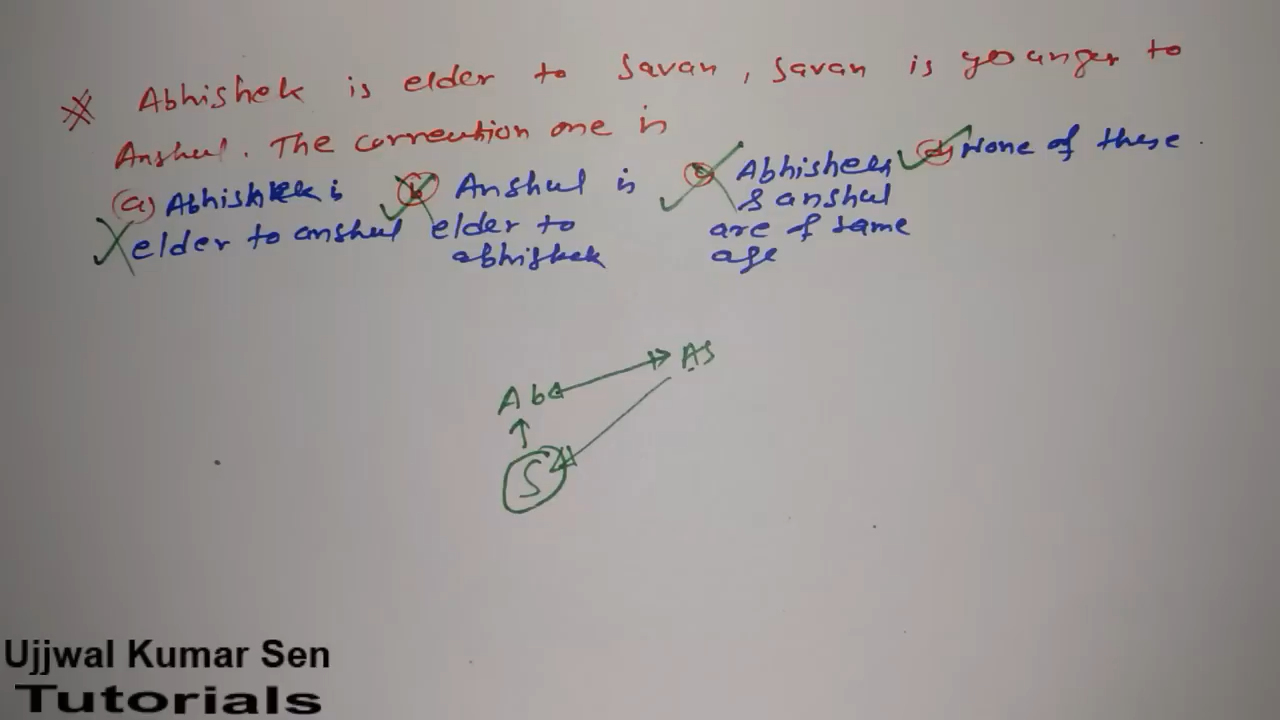 Abhishek is elder to Savan, Savan is younger to
Anshul. The correction one is
(a) Abhishek is
elder to anshul
(b) Anshul is
elder to
abhishek
(c) Abhishek
& anshul
are of same
age
(d) None of these.
Ab
AS
S
Ujjwal Kumar Sen
Tutorials